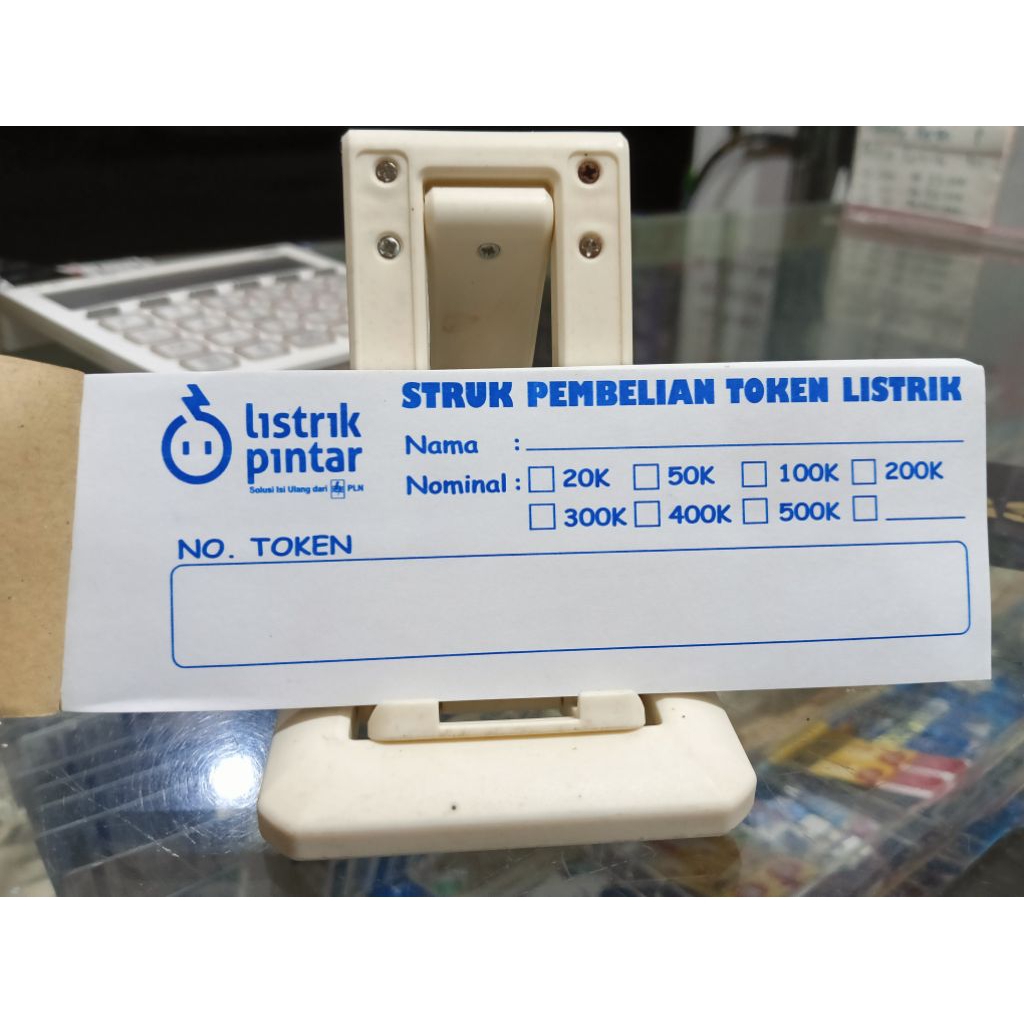 listrik
pintar
Solusi Isi Ulang dari PLN
STRUK PEMBELIAN TOKEN LISTRIK
Nama :
Nominal : 20K 50K 100K 200K
300K 400K 500K
NO. TOKEN